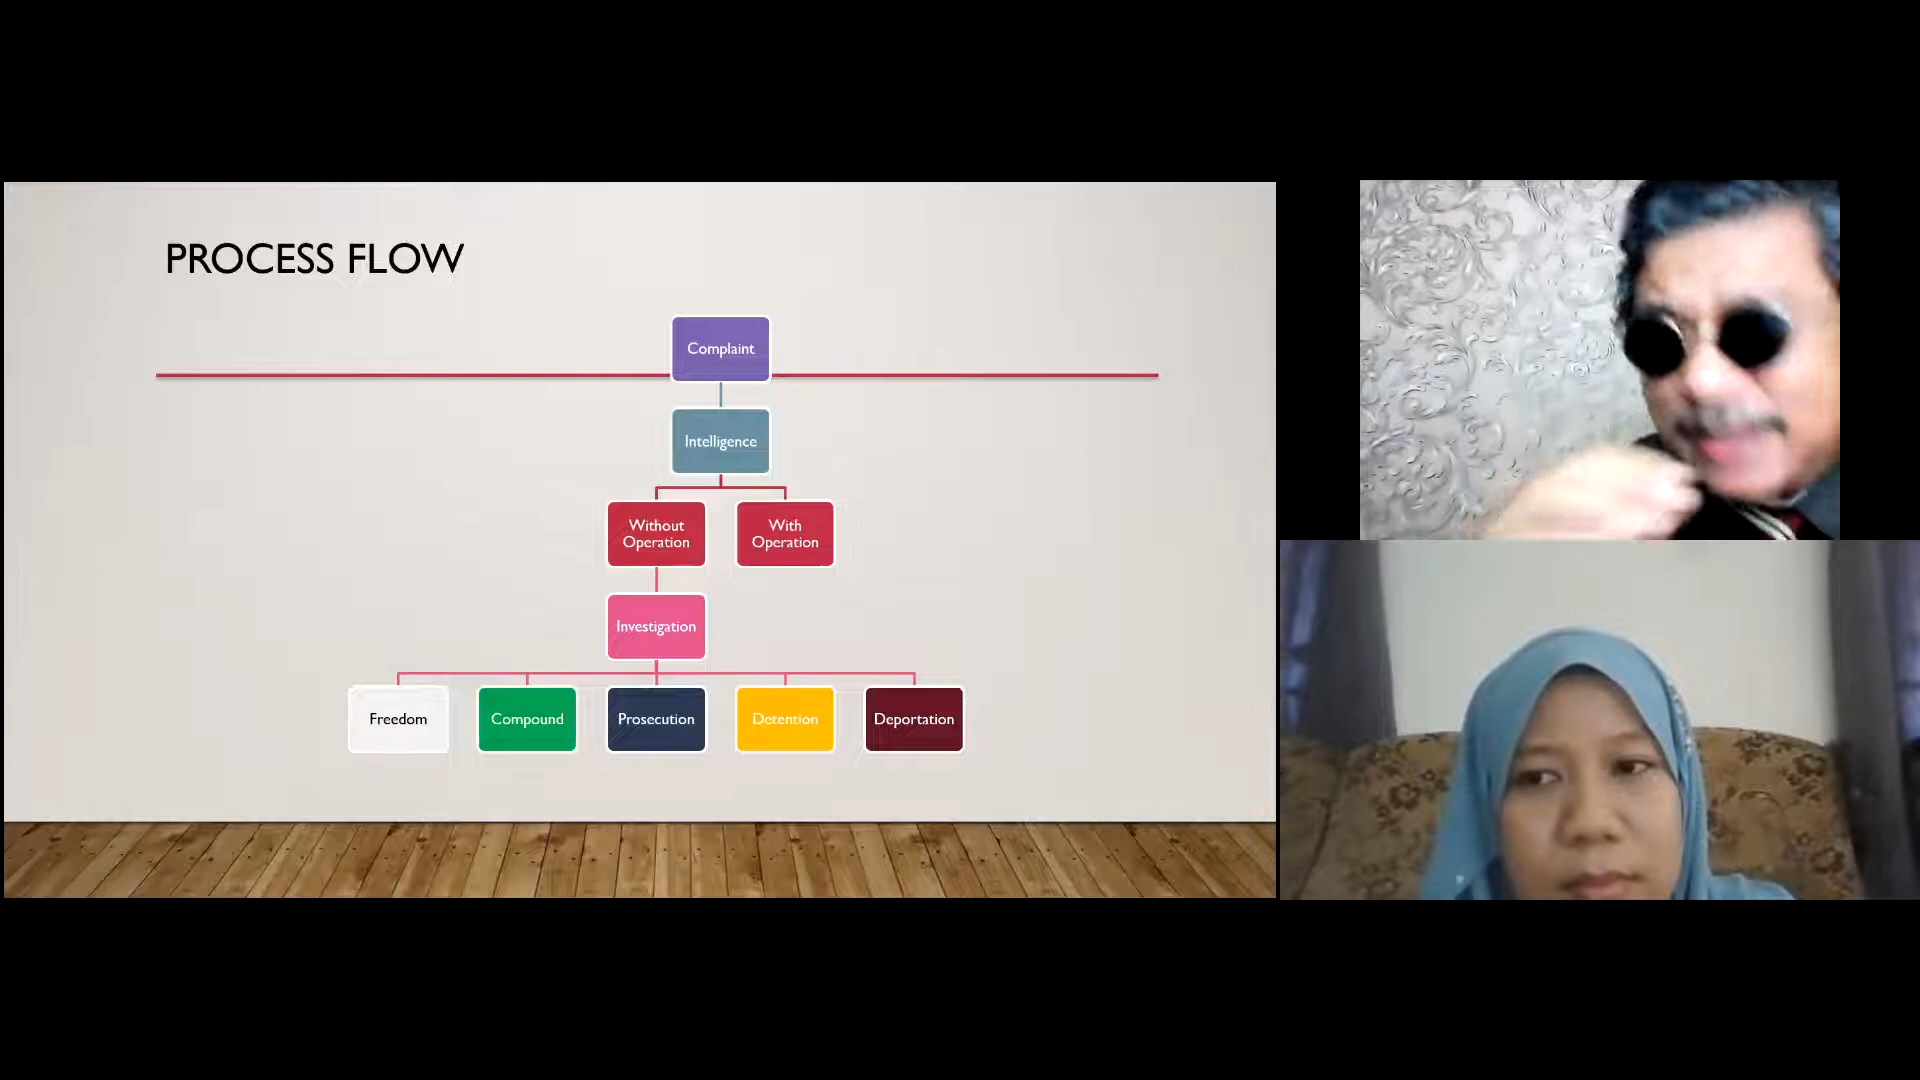 PROCESS FLOW
Complaint
Intelligence
Without
Operation
With
Operation
Investigation
Freedom
Compound
Prosecution
Detention
Deportation